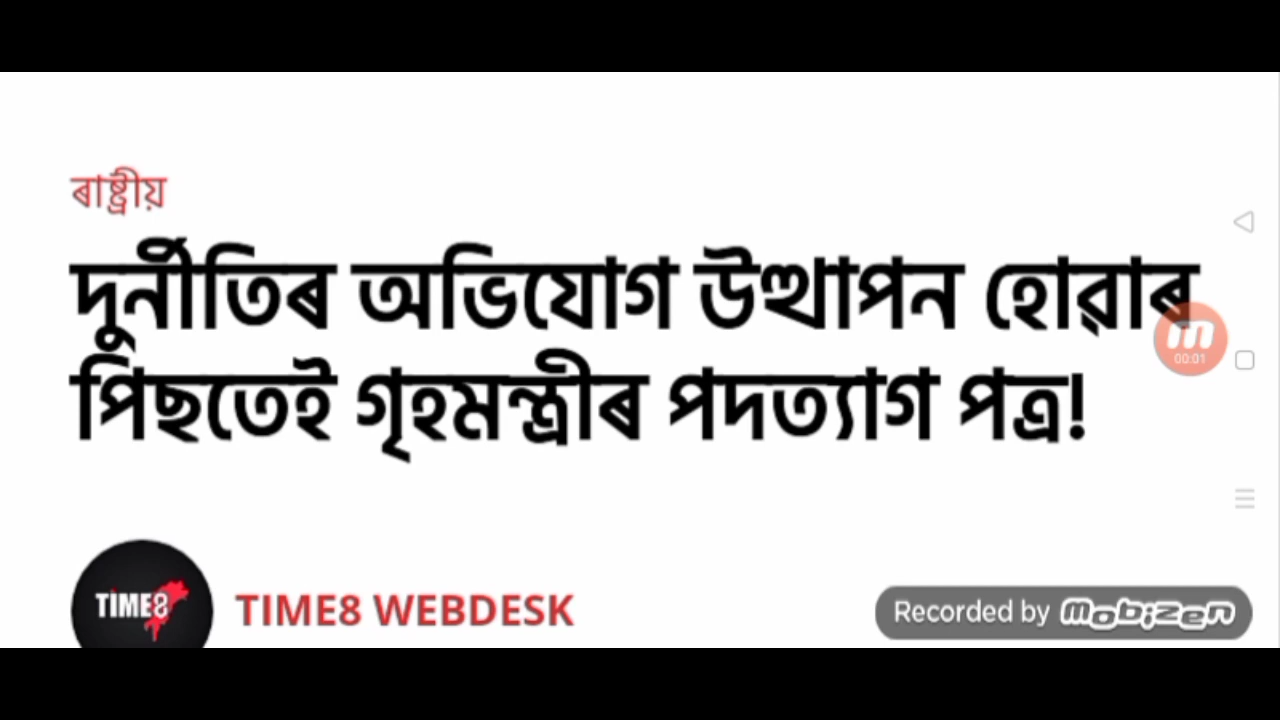 ৰাষ্ট্ৰীয়
দুৰ্নীতিৰ অভিযোগ উত্থাপন হোৱাৰ
পিছতেই গৃহমন্ত্ৰীৰ পদত্যাগ পত্ৰ!
m
00:01
TIME8
TIME8 WEBDESK
Recorded by mobizen